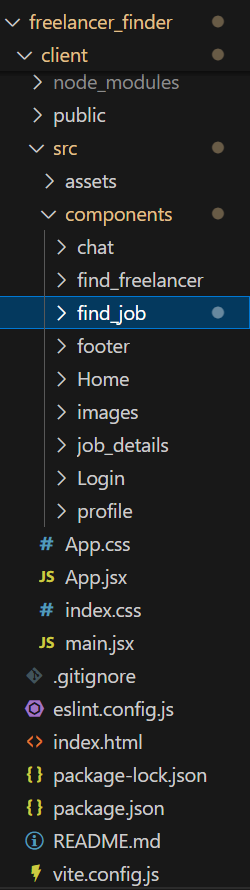 freelancer_finder
client
node_modules
public
src
assets
components
chat
find_freelancer
find_job
footer
Home
images
job_details
Login
profile
# App.css
JS App.jsx
# index.css
JS main.jsx
.gitignore
eslint.config.js
<> index.html
{} package-lock.json
{} package.json
README.md
vite.config.js